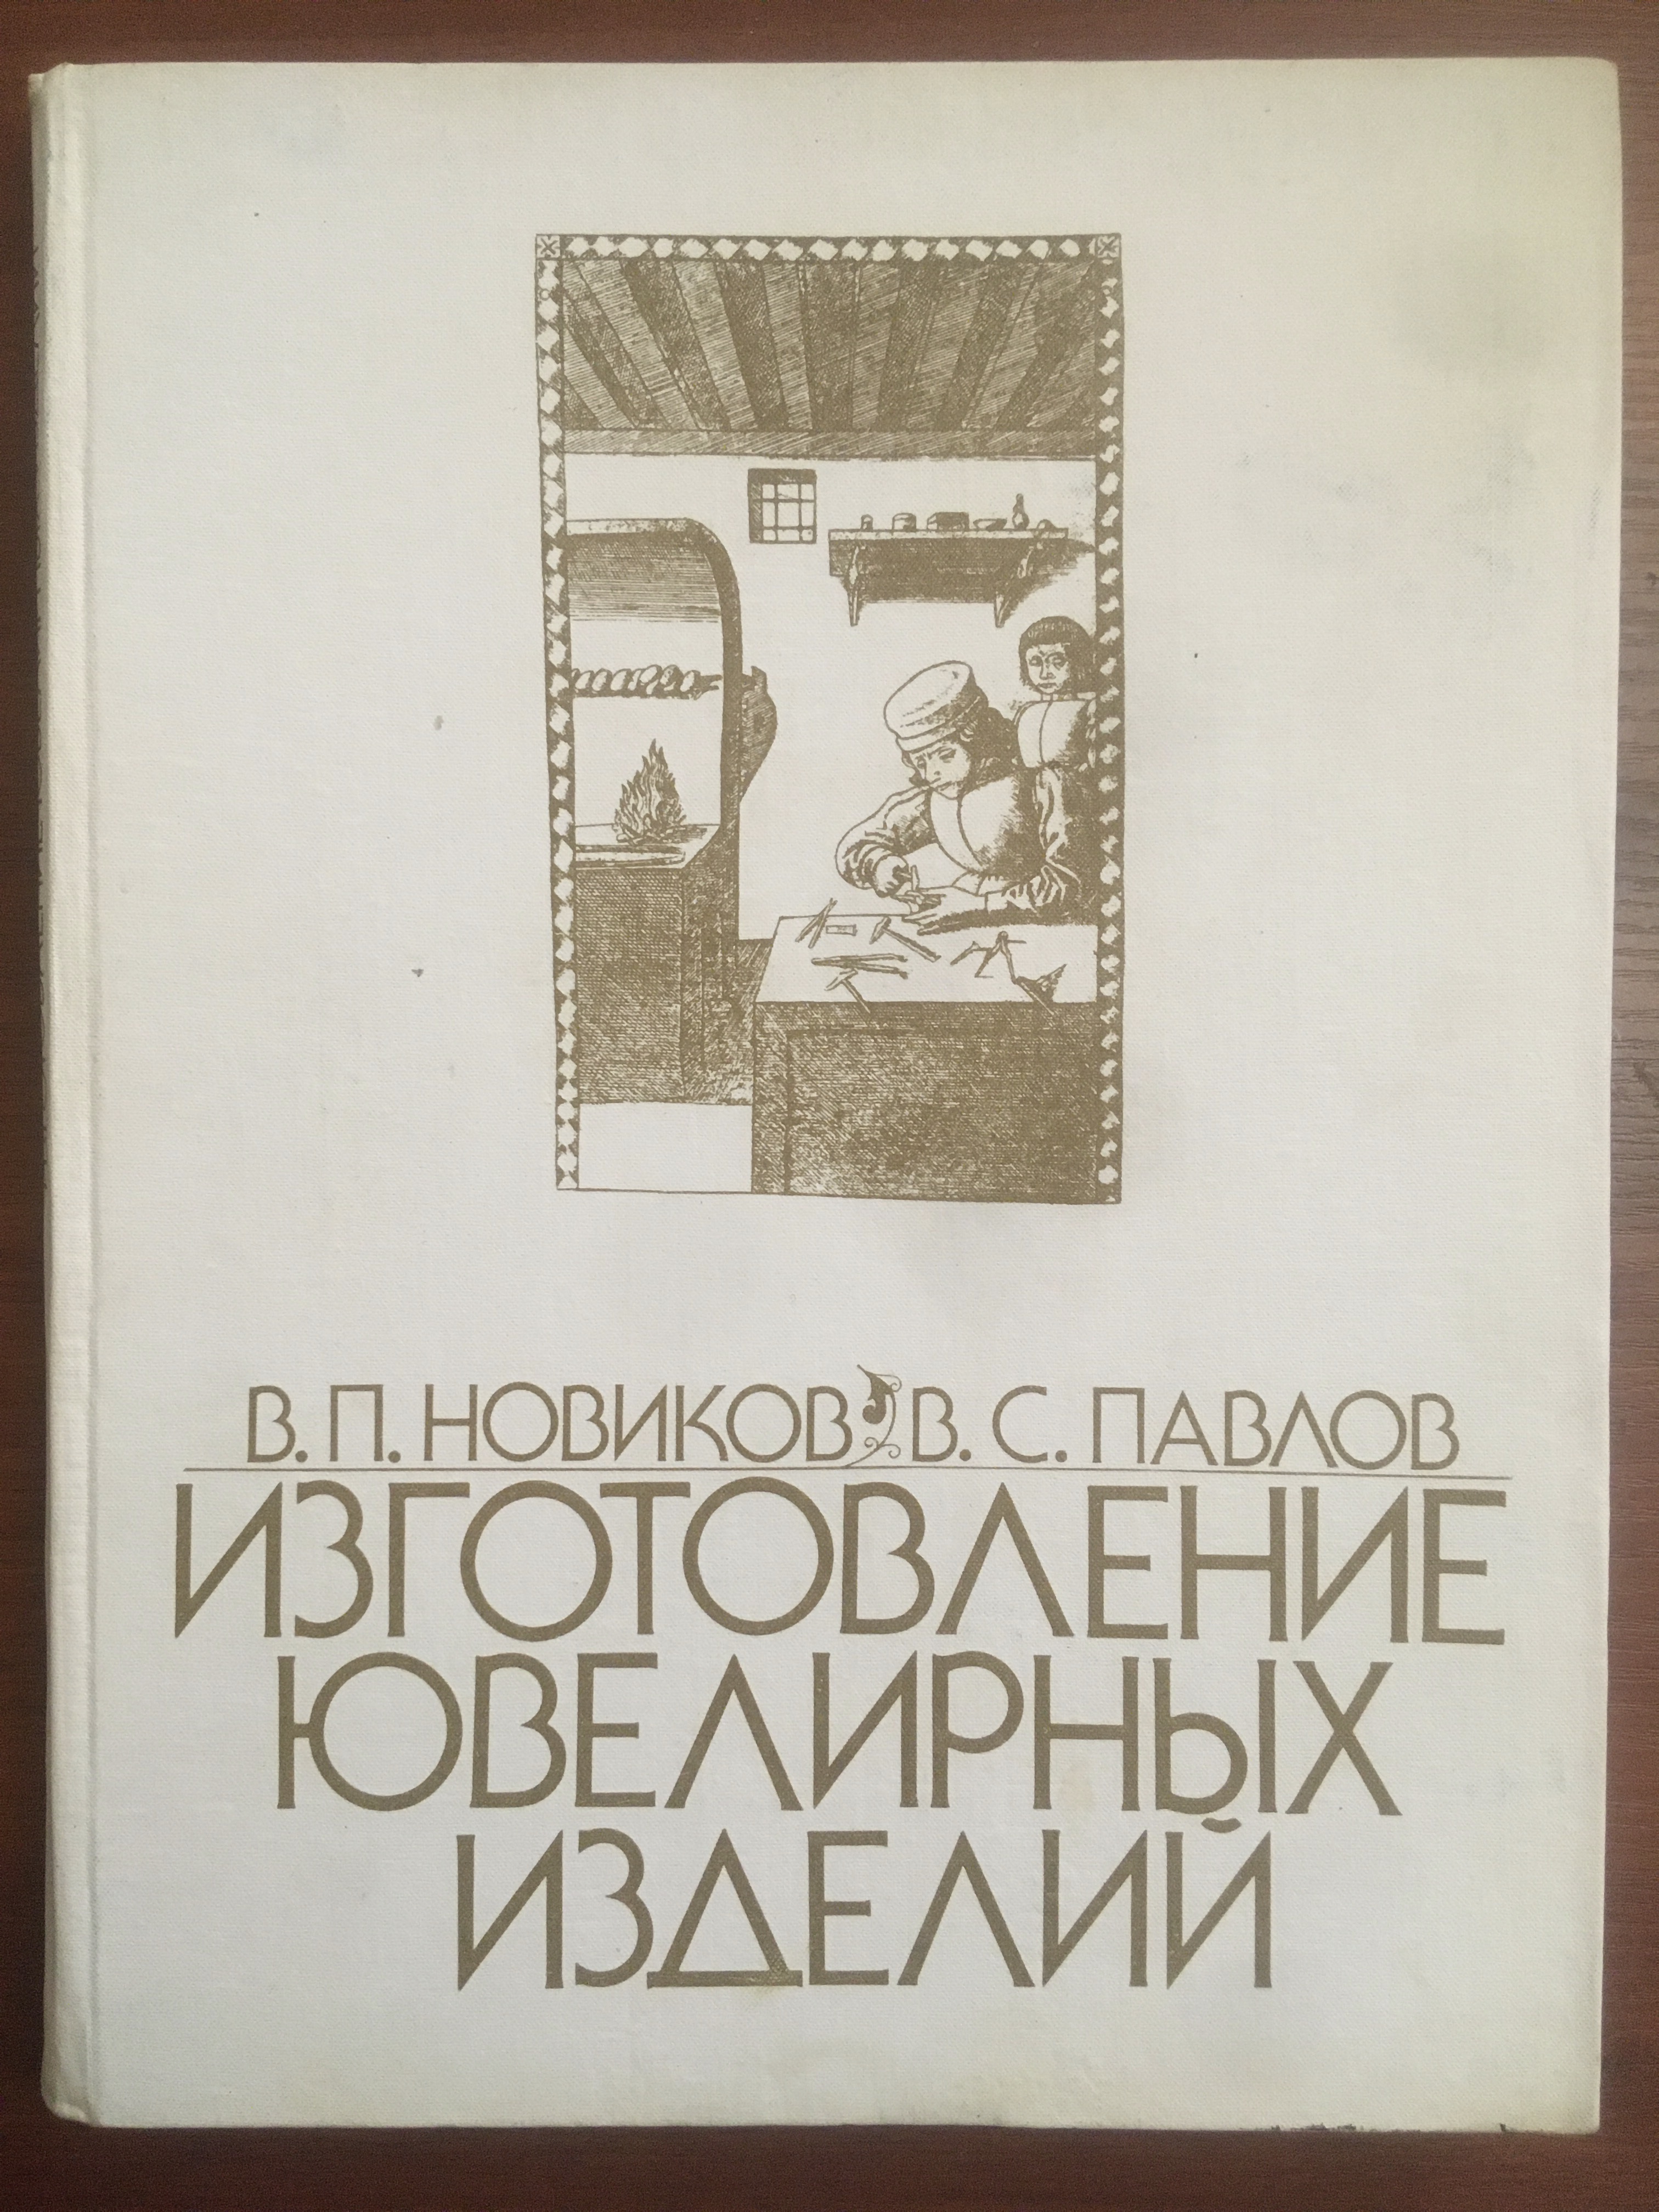 В. П. НОВИКОВ В. С. ПАВЛОВ
ИЗГОТОВЛЕНИЕ
ЮВЕЛИРНЫХ
ИЗДЕЛИЙ